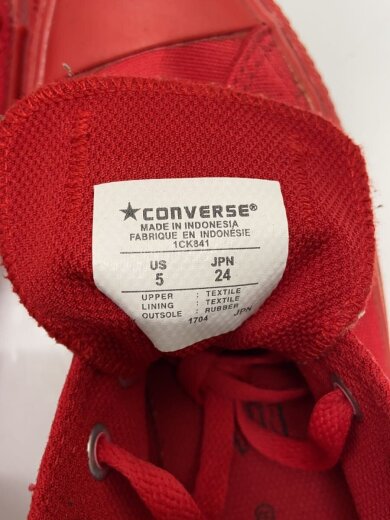 ★CONVERSE®
MADE IN INDONESIA
FABRIQUE EN INDONÉSIE
1CK841
US JPN
5 24
UPPER : TEXTILE
LINING : TEXTILE
OUTSOLE : RUBBER
1704 JPN